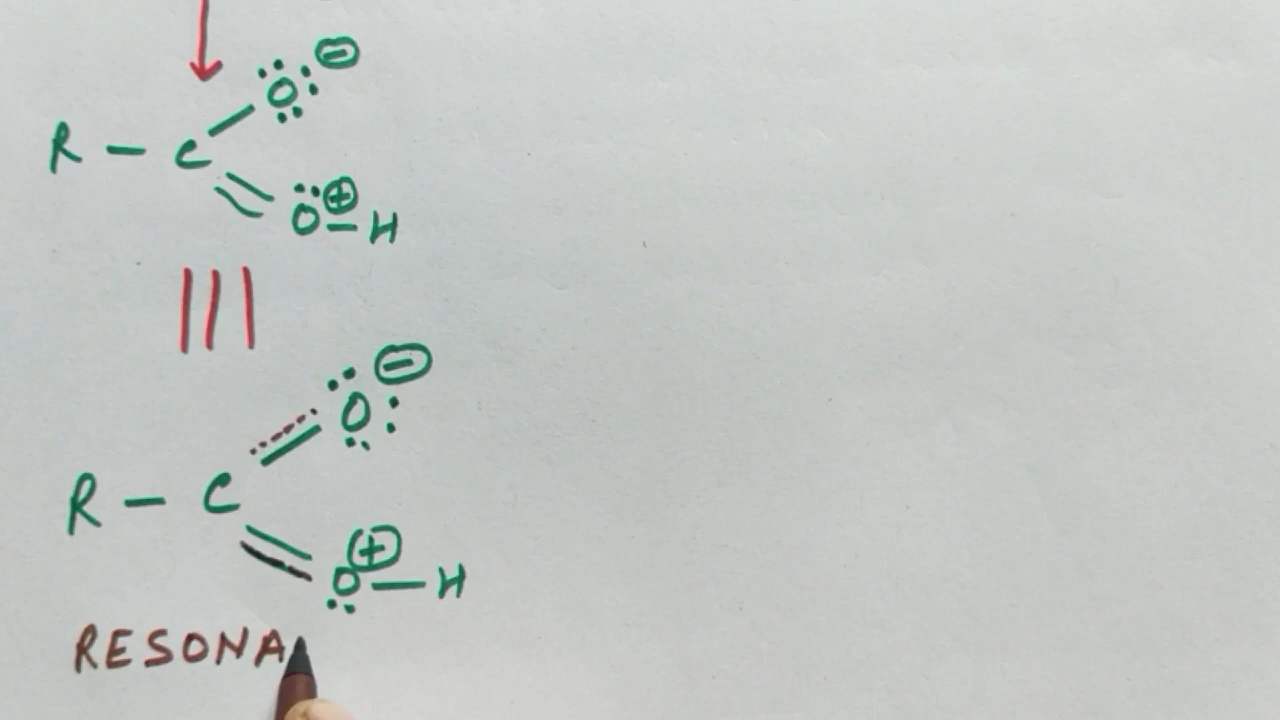 O ⊖
R – C
O ⊕ – H
O ⊖
R – C
O ⊕ – H
RESONA